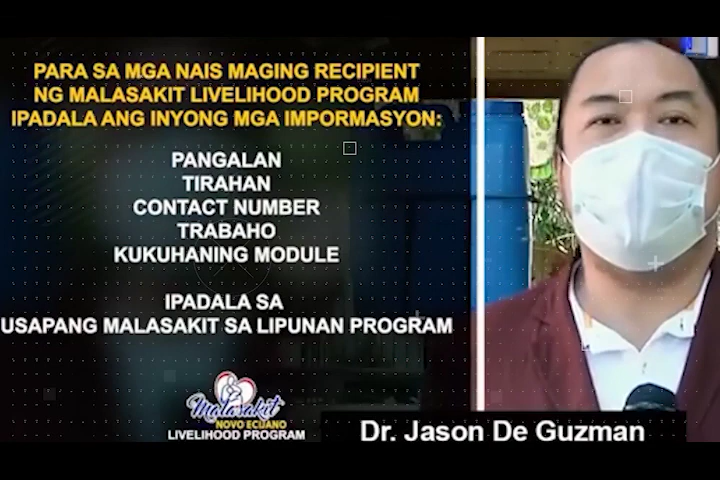 PARA SA MGA NAIS MAGING RECIPIENT
NG MALASAKIT LIVELIHOOD PROGRAM
IPADALA ANG INYONG MGA IMPORMASYON:
PANGALAN
TIRAHAN
CONTACT NUMBER
TRABAHO
KUKUHANING MODULE
IPADALA SA
USAPANG MALASAKIT SA LIPUNAN PROGRAM
Malasakit
NOVO ECIJANO
LIVELIHOOD PROGRAM
Dr. Jason De Guzman